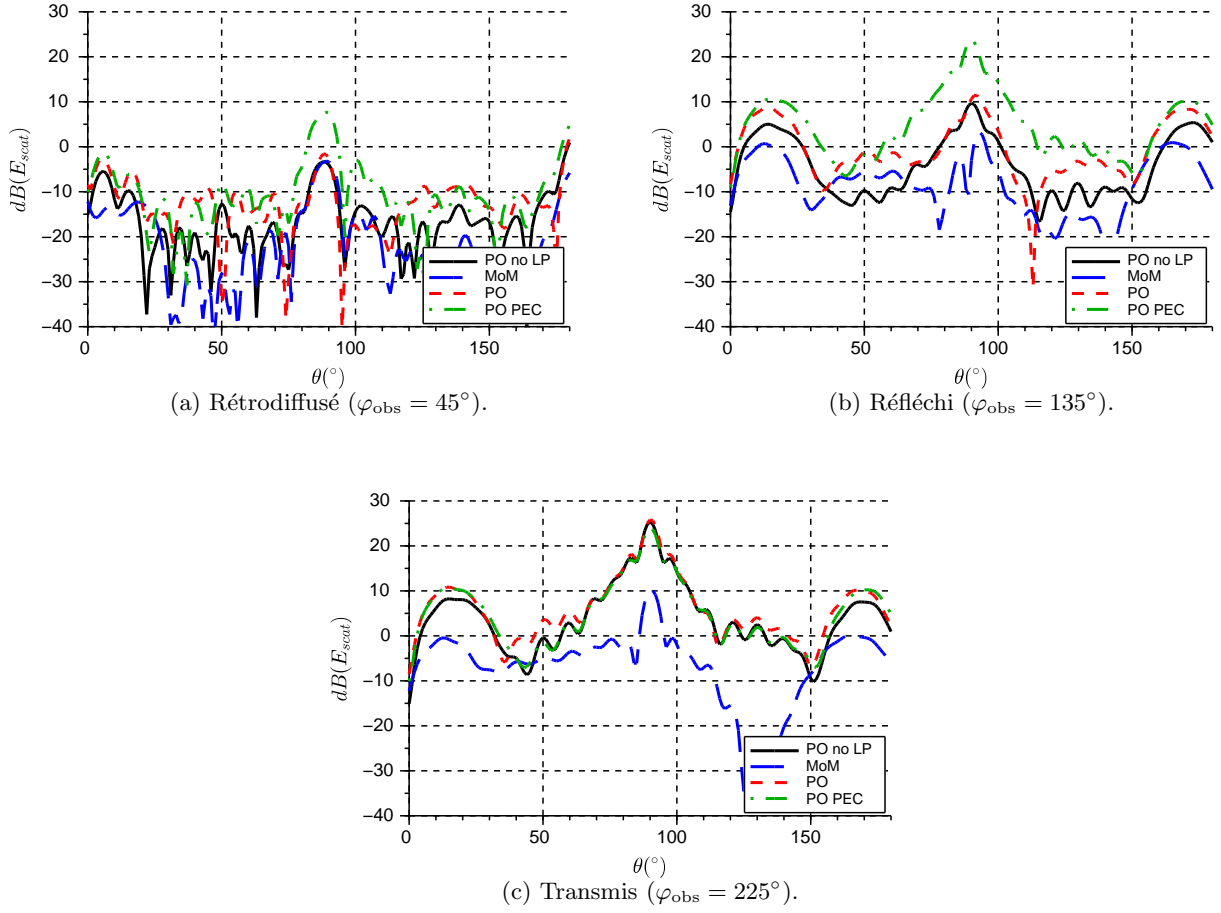 30
20
10
0
−10
−20
−30
−40
0
50
100
150
dB(E_scat)
θ(°)
PO no LP
MoM
PO
PO PEC
(a) Rétrodiffusé (φ_obs = 45°).
30
20
10
0
−10
−20
−30
−40
0
50
100
150
dB(E_scat)
θ(°)
PO no LP
MoM
PO
PO PEC
(b) Réfléchi (φ_obs = 135°).
30
20
10
0
−10
−20
−30
−40
0
50
100
150
dB(E_scat)
θ(°)
PO no LP
MoM
PO
PO PEC
(c) Transmis (φ_obs = 225°).